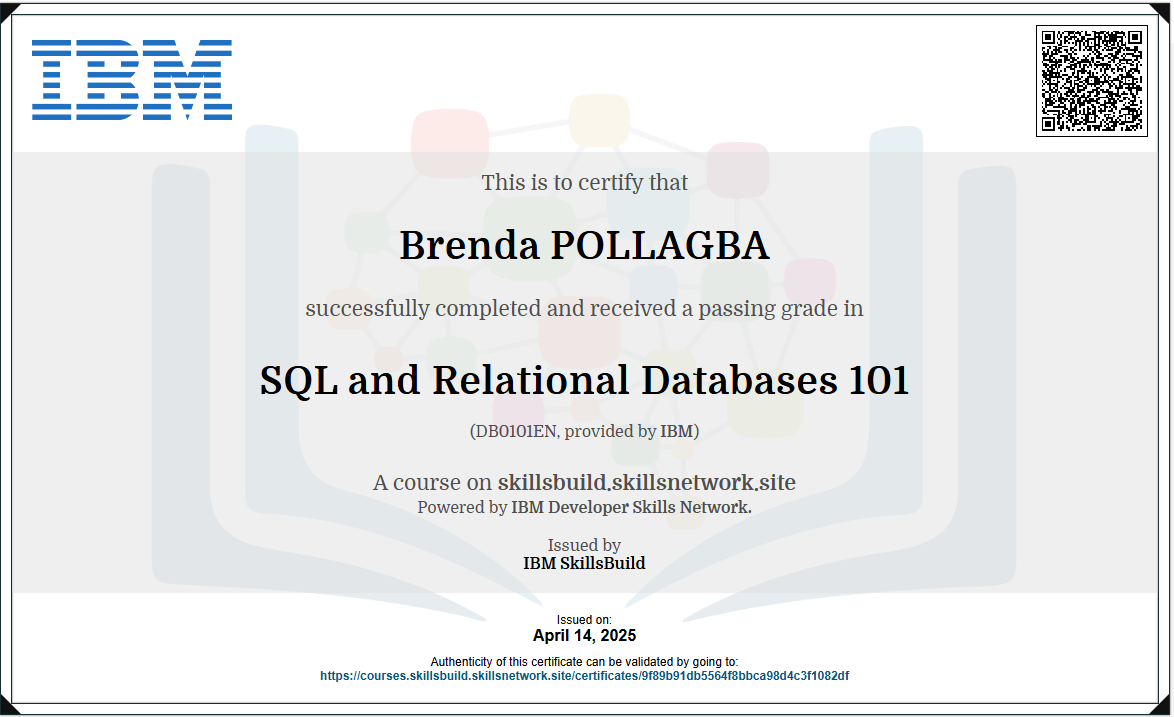 IBM
This is to certify that
Brenda POLLAGBA
successfully completed and received a passing grade in
SQL and Relational Databases 101
(DB0101EN, provided by IBM)
A course on skillsbuild.skillsnetwork.site
Powered by IBM Developer Skills Network.
Issued by
IBM SkillsBuild
Issued on:
April 14, 2025
Authenticity of this certificate can be validated by going to:
https://courses.skillsbuild.skillsnetwork.site/certificates/9f89b91db5564f8bbca98d4c3f1082df